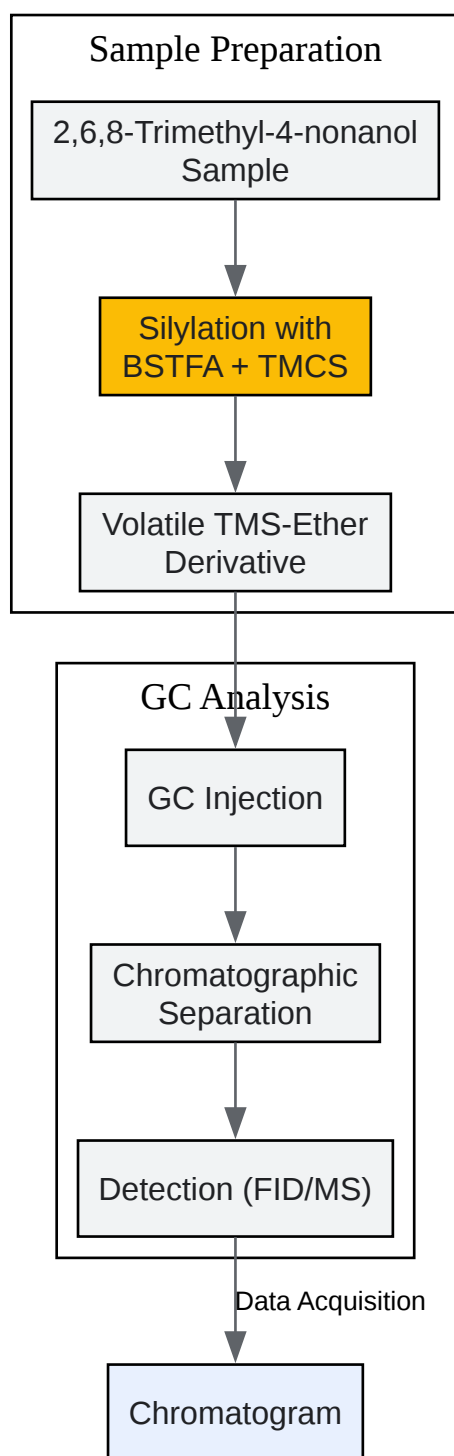 Sample Preparation
2,6,8-Trimethyl-4-nonanol
Sample
Silylation with
BSTFA + TMCS
Volatile TMS-Ether
Derivative
GC Analysis
GC Injection
Chromatographic
Separation
Detection (FID/MS)
Data Acquisition
Chromatogram